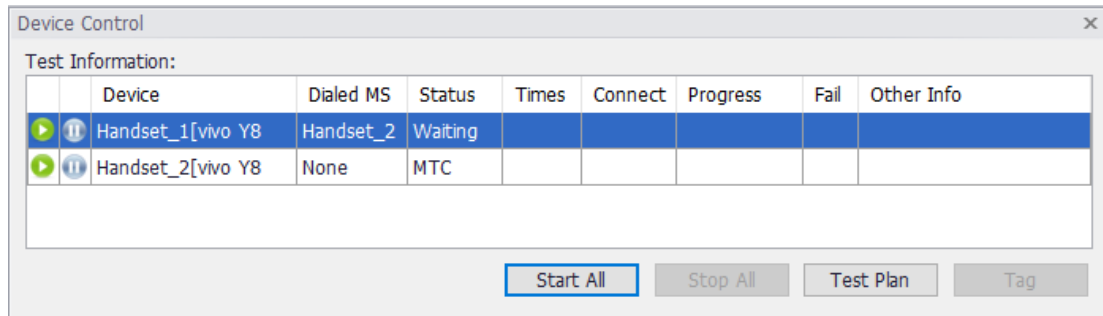 Device Control
Test Information:
Device Dialed MS Status Times Connect Progress Fail Other Info
Handset_1[vivo Y8 Handset_2 Waiting
Handset_2[vivo Y8 None MTC
Start All Stop All Test Plan Tag